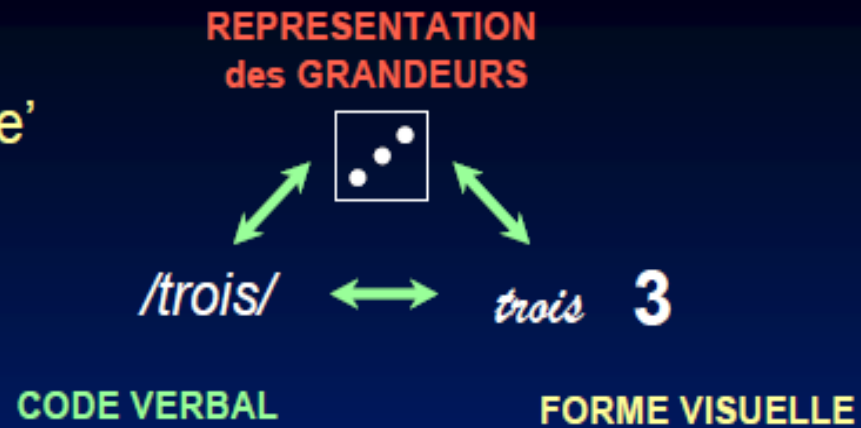 REPRESENTATION
des GRANDEURS
e’
/trois/ trois 3
CODE VERBAL FORME VISUELLE